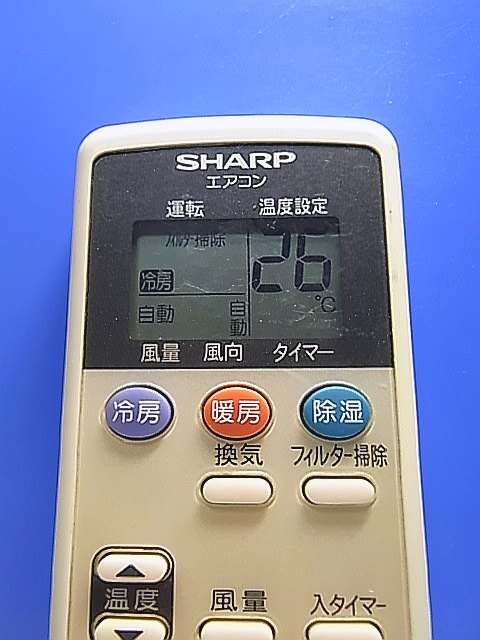 SHARP
エアコン
運転 温度設定
フィルター掃除
26
冷房
℃
自動 自動
風量 風向 タイマー
冷房 暖房 除湿
換気 フィルター掃除
温度 風量 入タイマー